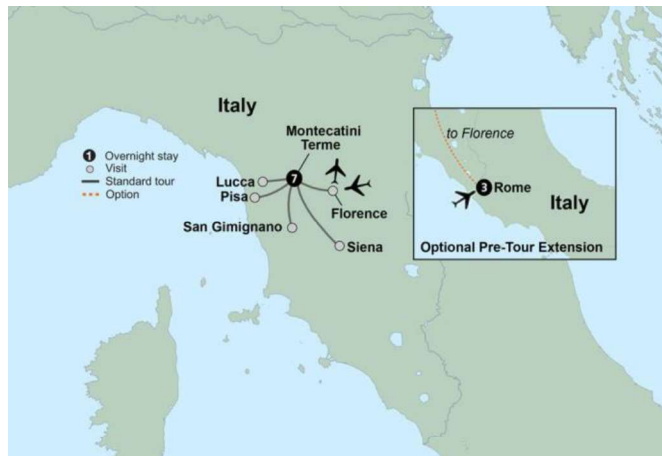 Italy
Montecatini
Terme
7
Lucca
Pisa
Florence
San Gimignano
Siena
1 Overnight stay
Visit
Standard tour
Option
to Florence
3 Rome
Italy
Optional Pre-Tour Extension